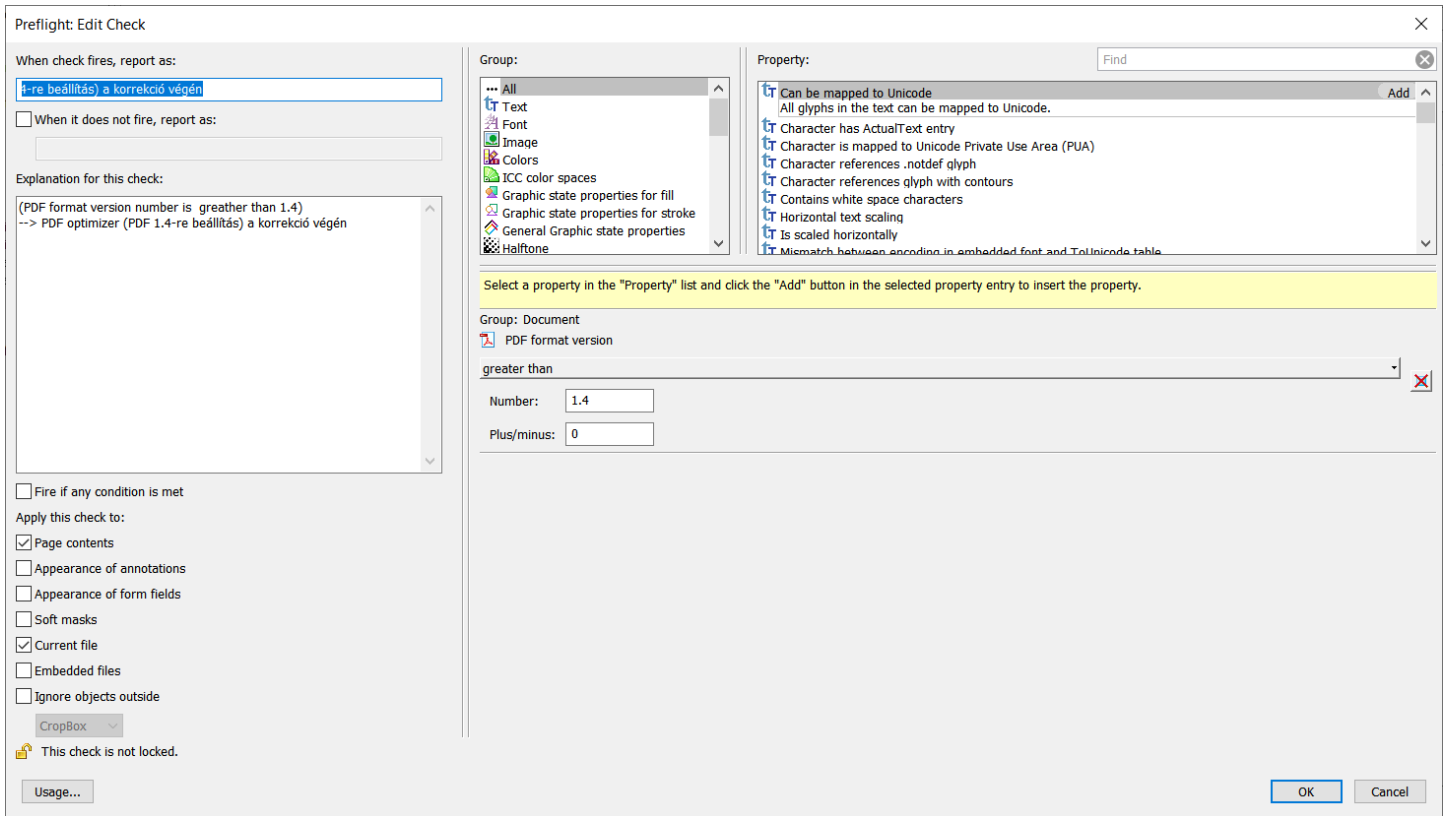 Preflight: Edit Check
When check fires, report as:
4-re beállítás) a korrekció végén
When it does not fire, report as:
Explanation for this check:
(PDF format version number is  greather than 1.4)
--> PDF optimizer (PDF 1.4-re beállítás) a korrekció végén
Fire if any condition is met
Apply this check to:
Page contents
Appearance of annotations
Appearance of form fields
Soft masks
Current file
Embedded files
Ignore objects outside
CropBox
This check is not locked.
Usage...
Group:
All
Text
Font
Image
Colors
ICC color spaces
Graphic state properties for fill
Graphic state properties for stroke
General Graphic state properties
Halftone
Property:
Find
Can be mapped to Unicode
Add
All glyphs in the text can be mapped to Unicode.
Character has ActualText entry
Character is mapped to Unicode Private Use Area (PUA)
Character references .notdef glyph
Character references glyph with contours
Contains white space characters
Horizontal text scaling
Is scaled horizontally
Mismatch between encoding in embedded font and ToUnicode table
Select a property in the "Property" list and click the "Add" button in the selected property entry to insert the property.
Group: Document
PDF format version
greater than
Number:
1.4
Plus/minus:
0
OK
Cancel